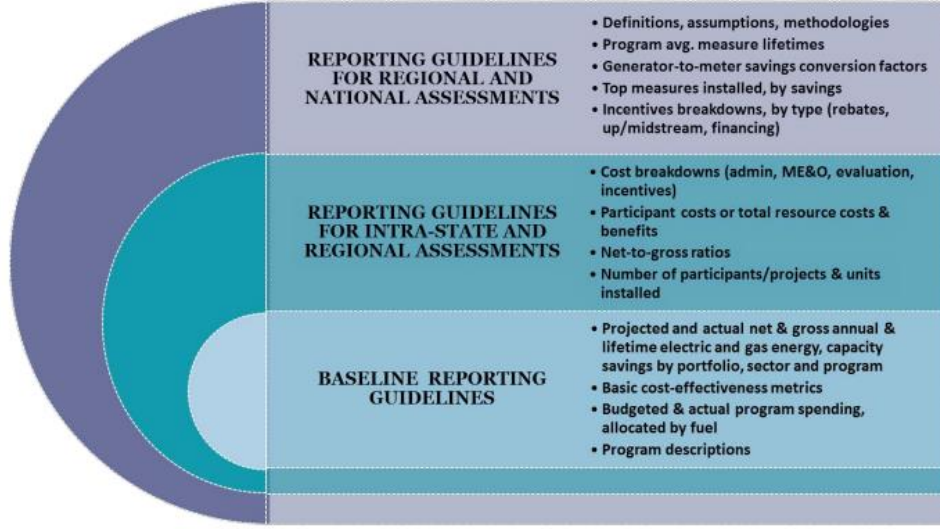 REPORTING GUIDELINES
FOR REGIONAL AND
NATIONAL ASSESSMENTS
• Definitions, assumptions, methodologies
• Program avg. measure lifetimes
• Generator-to-meter savings conversion factors
• Top measures installed, by savings
• Incentives breakdowns, by type (rebates,
up/midstream, financing)
REPORTING GUIDELINES
FOR INTRA-STATE AND
REGIONAL ASSESSMENTS
• Cost breakdowns (admin, ME&O, evaluation,
incentives)
• Participant costs or total resource costs &
benefits
• Net-to-gross ratios
• Number of participants/projects & units
installed
BASELINE REPORTING
GUIDELINES
• Projected and actual net & gross annual &
lifetime electric and gas energy, capacity
savings by portfolio, sector and program
• Basic cost-effectiveness metrics
• Budgeted & actual program spending,
allocated by fuel
• Program descriptions